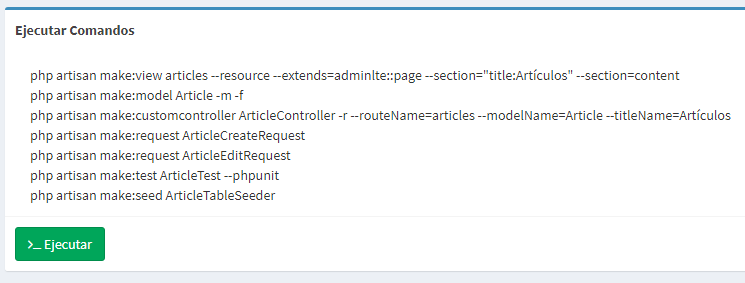 Ejecutar Comandos
php artisan make:view articles --resource --extends=adminlte::page --section="title:Artículos" --section=content
php artisan make:model Article -m -f
php artisan make:customcontroller ArticleController -r --routeName=articles --modelName=Article --titleName=Artículos
php artisan make:request ArticleCreateRequest
php artisan make:request ArticleEditRequest
php artisan make:test ArticleTest --phpunit
php artisan make:seed ArticleTableSeeder
>_ Ejecutar